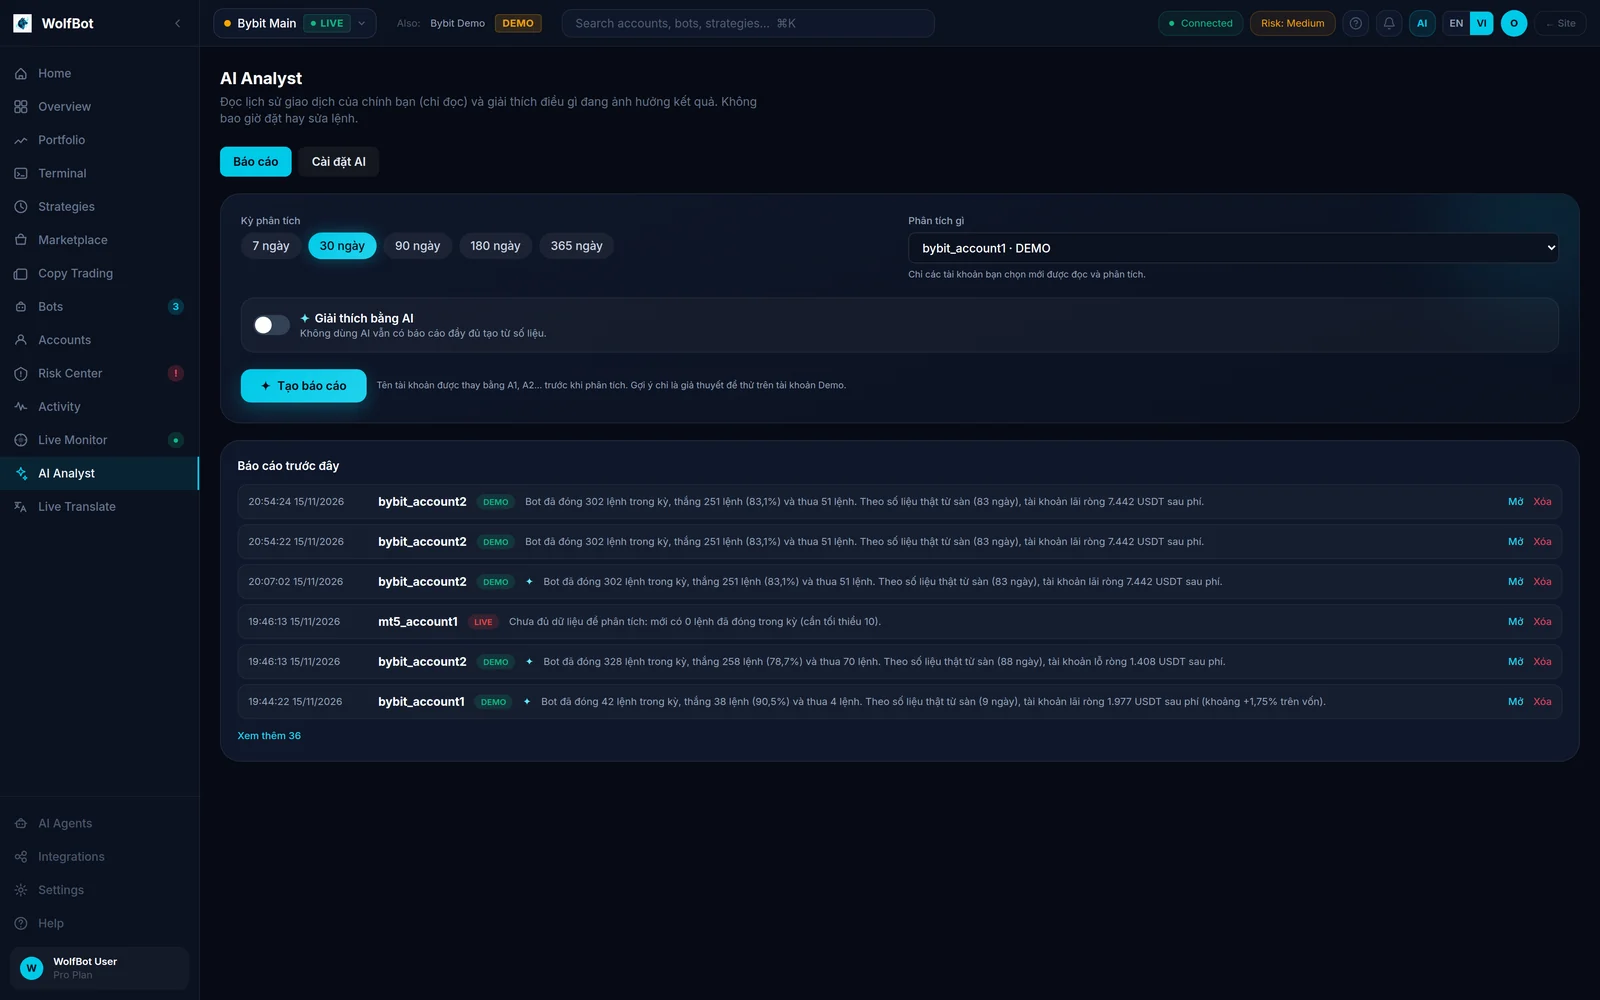 WolfBot
Bybit Main
LIVE
Also:
Bybit Demo
DEMO
Search accounts, bots, strategies... ⌘K
Connected
Risk: Medium
AI
EN
VI
O
← Site
Home
Overview
Portfolio
Terminal
Strategies
Marketplace
Copy Trading
Bots
3
Accounts
Risk Center
!
Activity
Live Monitor
AI Analyst
Live Translate
AI Agents
Integrations
Settings
Help
W
WolfBot User
Pro Plan
AI Analyst
Đọc lịch sử giao dịch của chính bạn (chỉ đọc) và giải thích điều gì đang ảnh hưởng kết quả. Không
bao giờ đặt hay sửa lệnh.
Báo cáo
Cài đặt AI
Kỳ phân tích
7 ngày
30 ngày
90 ngày
180 ngày
365 ngày
Phân tích gì
bybit_account1 · DEMO
Chỉ các tài khoản bạn chọn mới được đọc và phân tích.
Giải thích bằng AI
Không dùng AI vẫn có báo cáo đầy đủ tạo từ số liệu.
Tạo báo cáo
Tên tài khoản được thay bằng A1, A2... trước khi phân tích. Gợi ý chỉ là giả thuyết để thử trên tài khoản Demo.
Báo cáo trước đây
20:54:24 15/11/2026 bybit_account2 DEMO Bot đã đóng 302 lệnh trong kỳ, thắng 251 lệnh (83,1%) và thua 51 lệnh. Theo số liệu thật từ sàn (83 ngày), tài khoản lãi ròng 7.442 USDT sau phí. Mở Xóa
20:54:22 15/11/2026 bybit_account2 DEMO Bot đã đóng 302 lệnh trong kỳ, thắng 251 lệnh (83,1%) và thua 51 lệnh. Theo số liệu thật từ sàn (83 ngày), tài khoản lãi ròng 7.442 USDT sau phí. Mở Xóa
20:07:02 15/11/2026 bybit_account2 DEMO Bot đã đóng 302 lệnh trong kỳ, thắng 251 lệnh (83,1%) và thua 51 lệnh. Theo số liệu thật từ sàn (83 ngày), tài khoản lãi ròng 7.442 USDT sau phí. Mở Xóa
19:46:13 15/11/2026 mt5_account1 LIVE Chưa đủ dữ liệu để phân tích: mới có 0 lệnh đã đóng trong kỳ (cần tối thiểu 10). Mở Xóa
19:46:13 15/11/2026 bybit_account2 DEMO Bot đã đóng 328 lệnh trong kỳ, thắng 258 lệnh (78,7%) và thua 70 lệnh. Theo số liệu thật từ sàn (88 ngày), tài khoản lỗ ròng 1.408 USDT sau phí. Mở Xóa
19:44:22 15/11/2026 bybit_account1 DEMO Bot đã đóng 42 lệnh trong kỳ, thắng 38 lệnh (90,5%) và thua 4 lệnh. Theo số liệu thật từ sàn (9 ngày), tài khoản lãi ròng 1.977 USDT sau phí (khoảng +1,75% trên vốn). Mở Xóa
Xem thêm 36